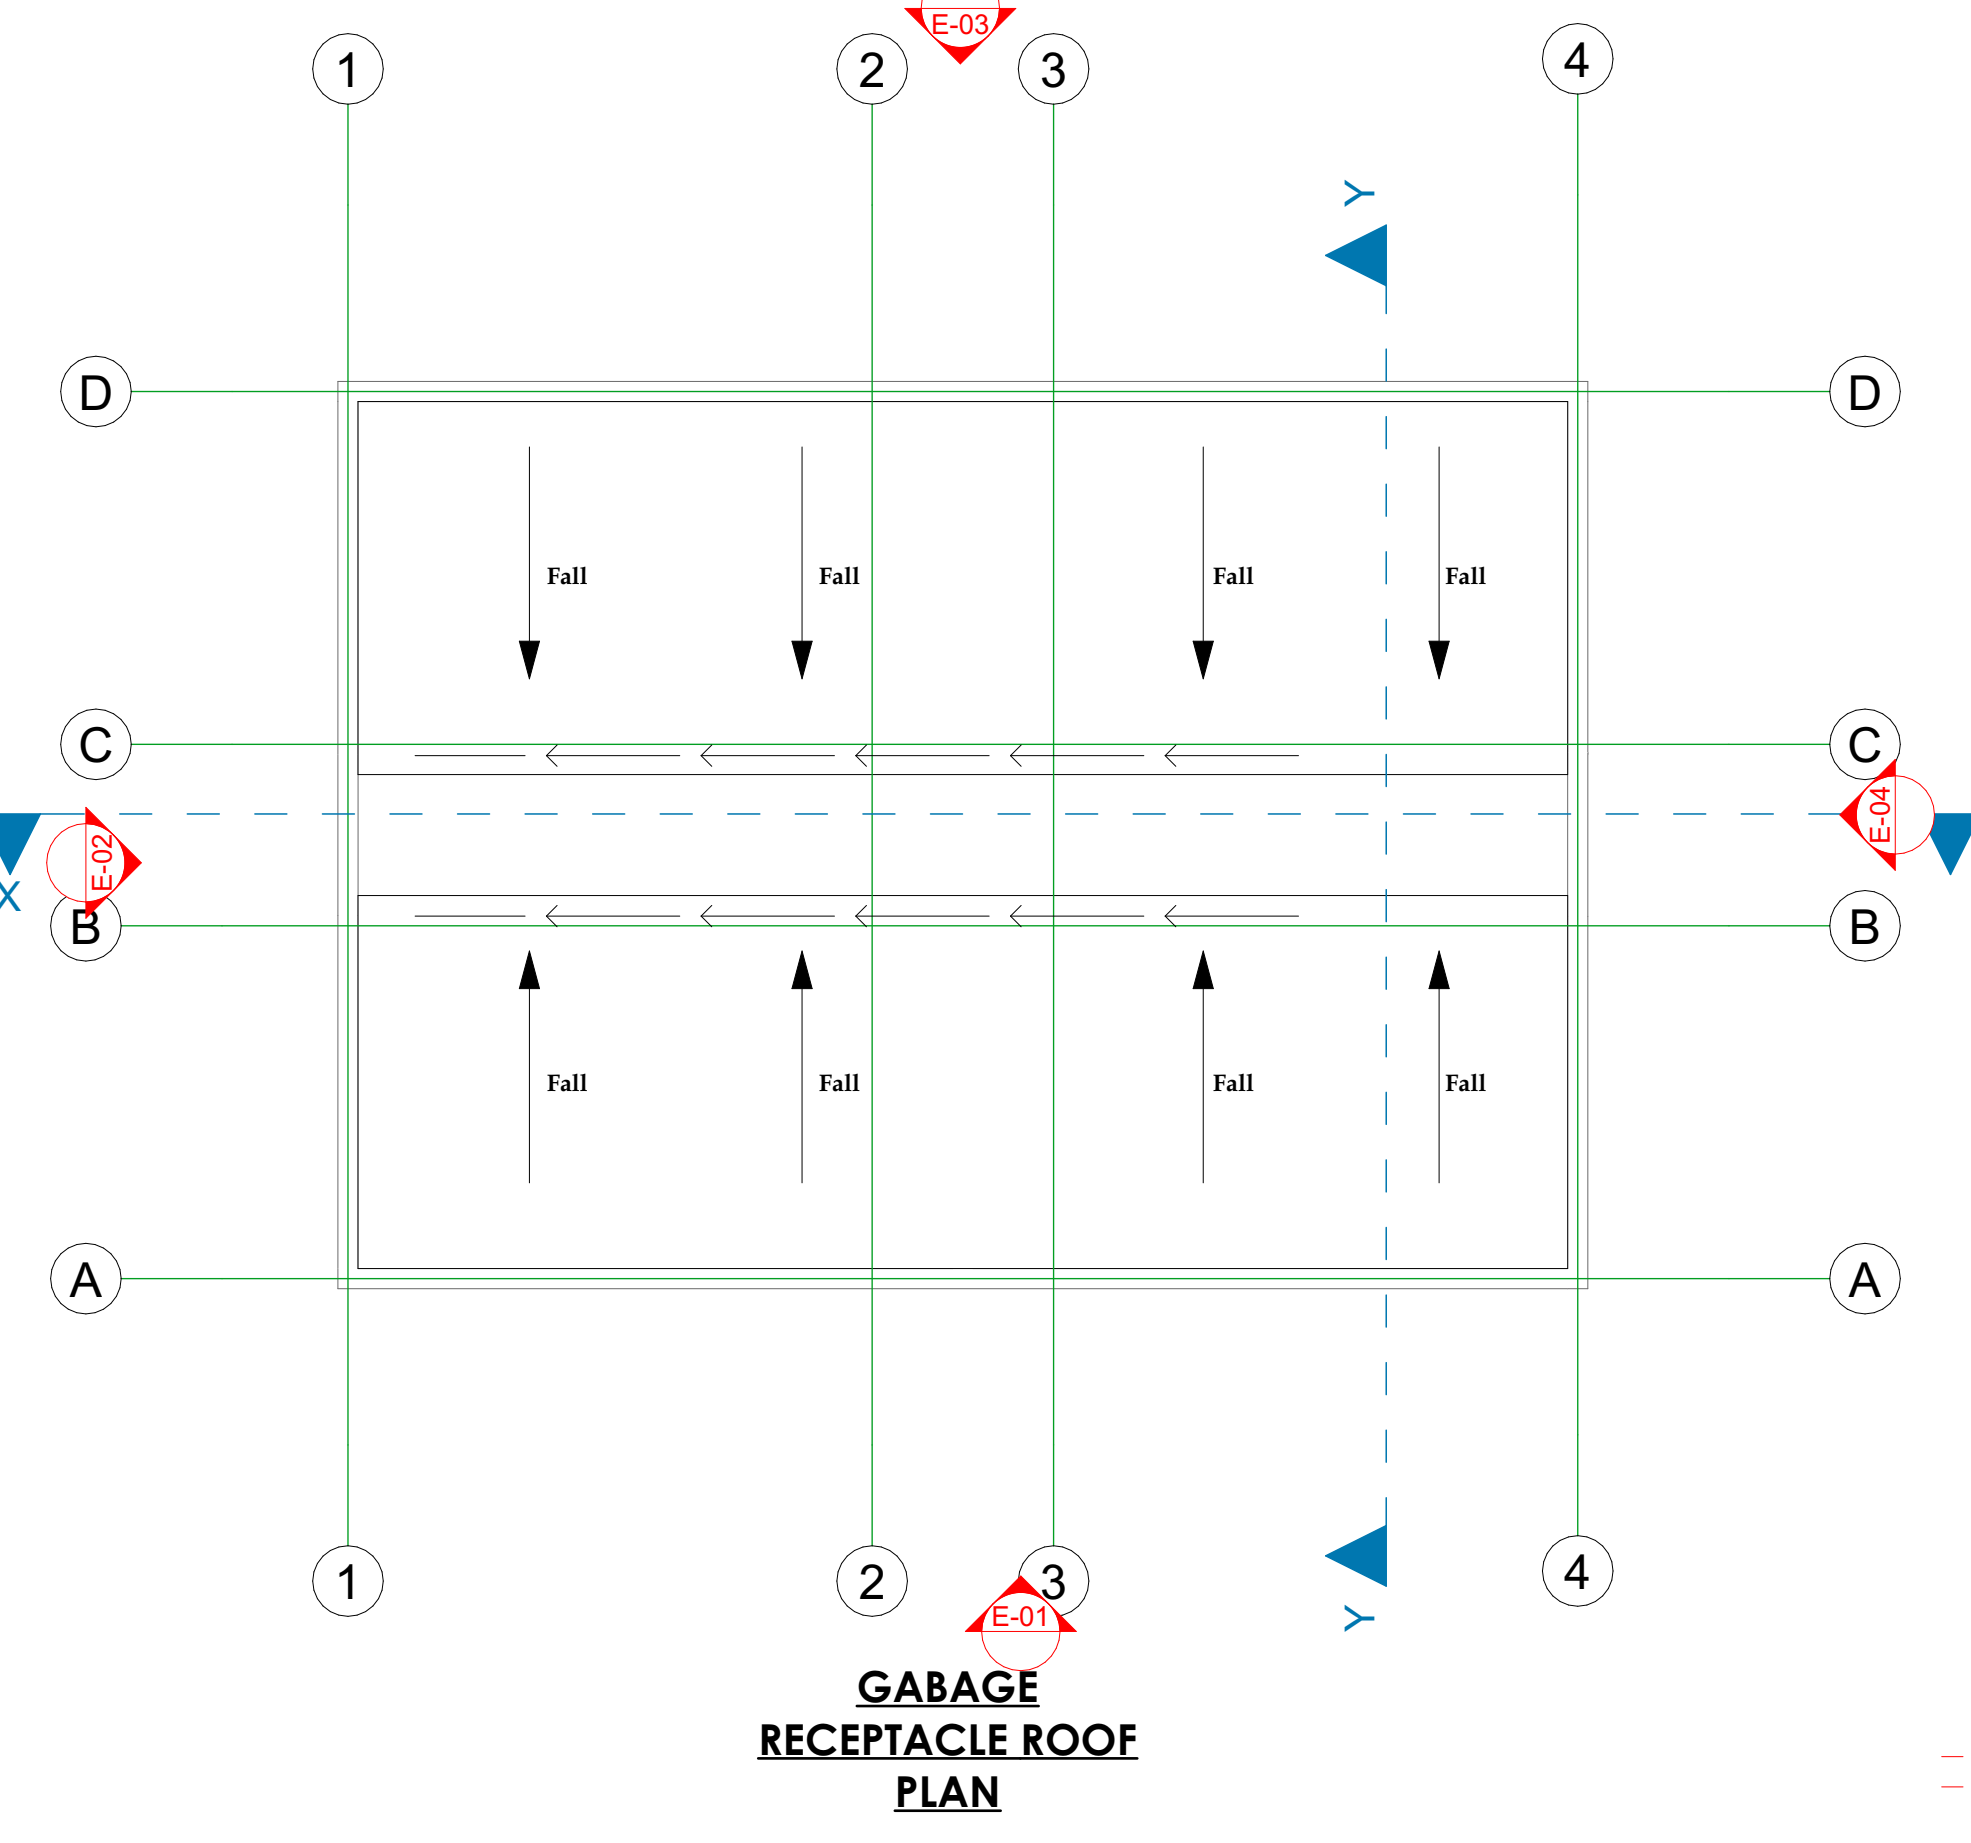 E-03
1 2 3 4
Y
D D
Fall Fall Fall Fall
C C
E-02 E-04
X
B B
Fall Fall Fall Fall
A A
1 2 3 4
E-01
Y
GABAGE
RECEPTACLE ROOF
PLAN